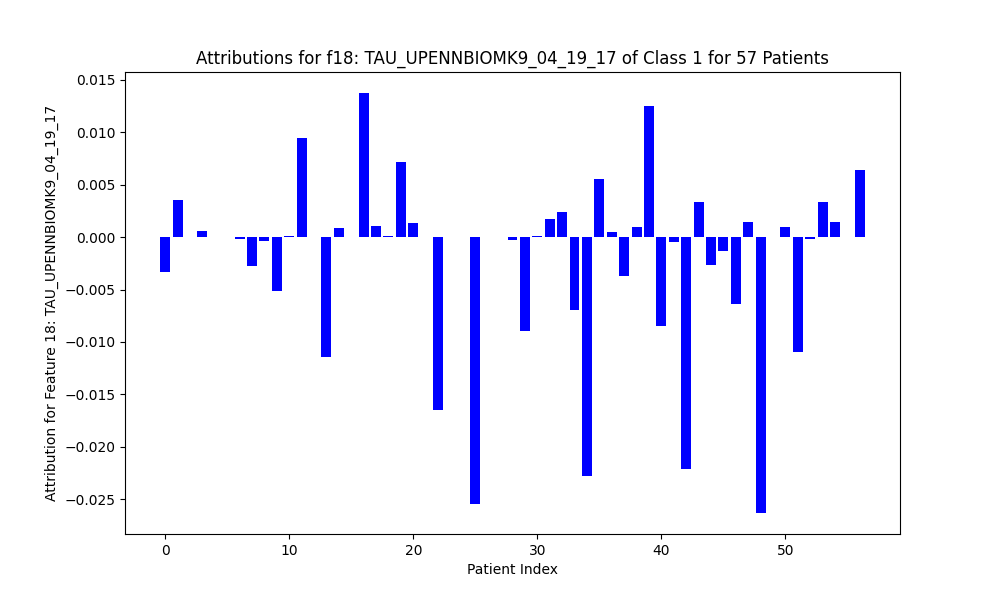 Attributions for f18: TAU_UPENNBIOMK9_04_19_17 of Class 1 for 57 Patients
Attribution for Feature 18: TAU_UPENNBIOMK9_04_19_17
0.015
0.010
0.005
0.000
−0.005
−0.010
−0.015
−0.020
−0.025
0 10 20 30 40 50
Patient Index